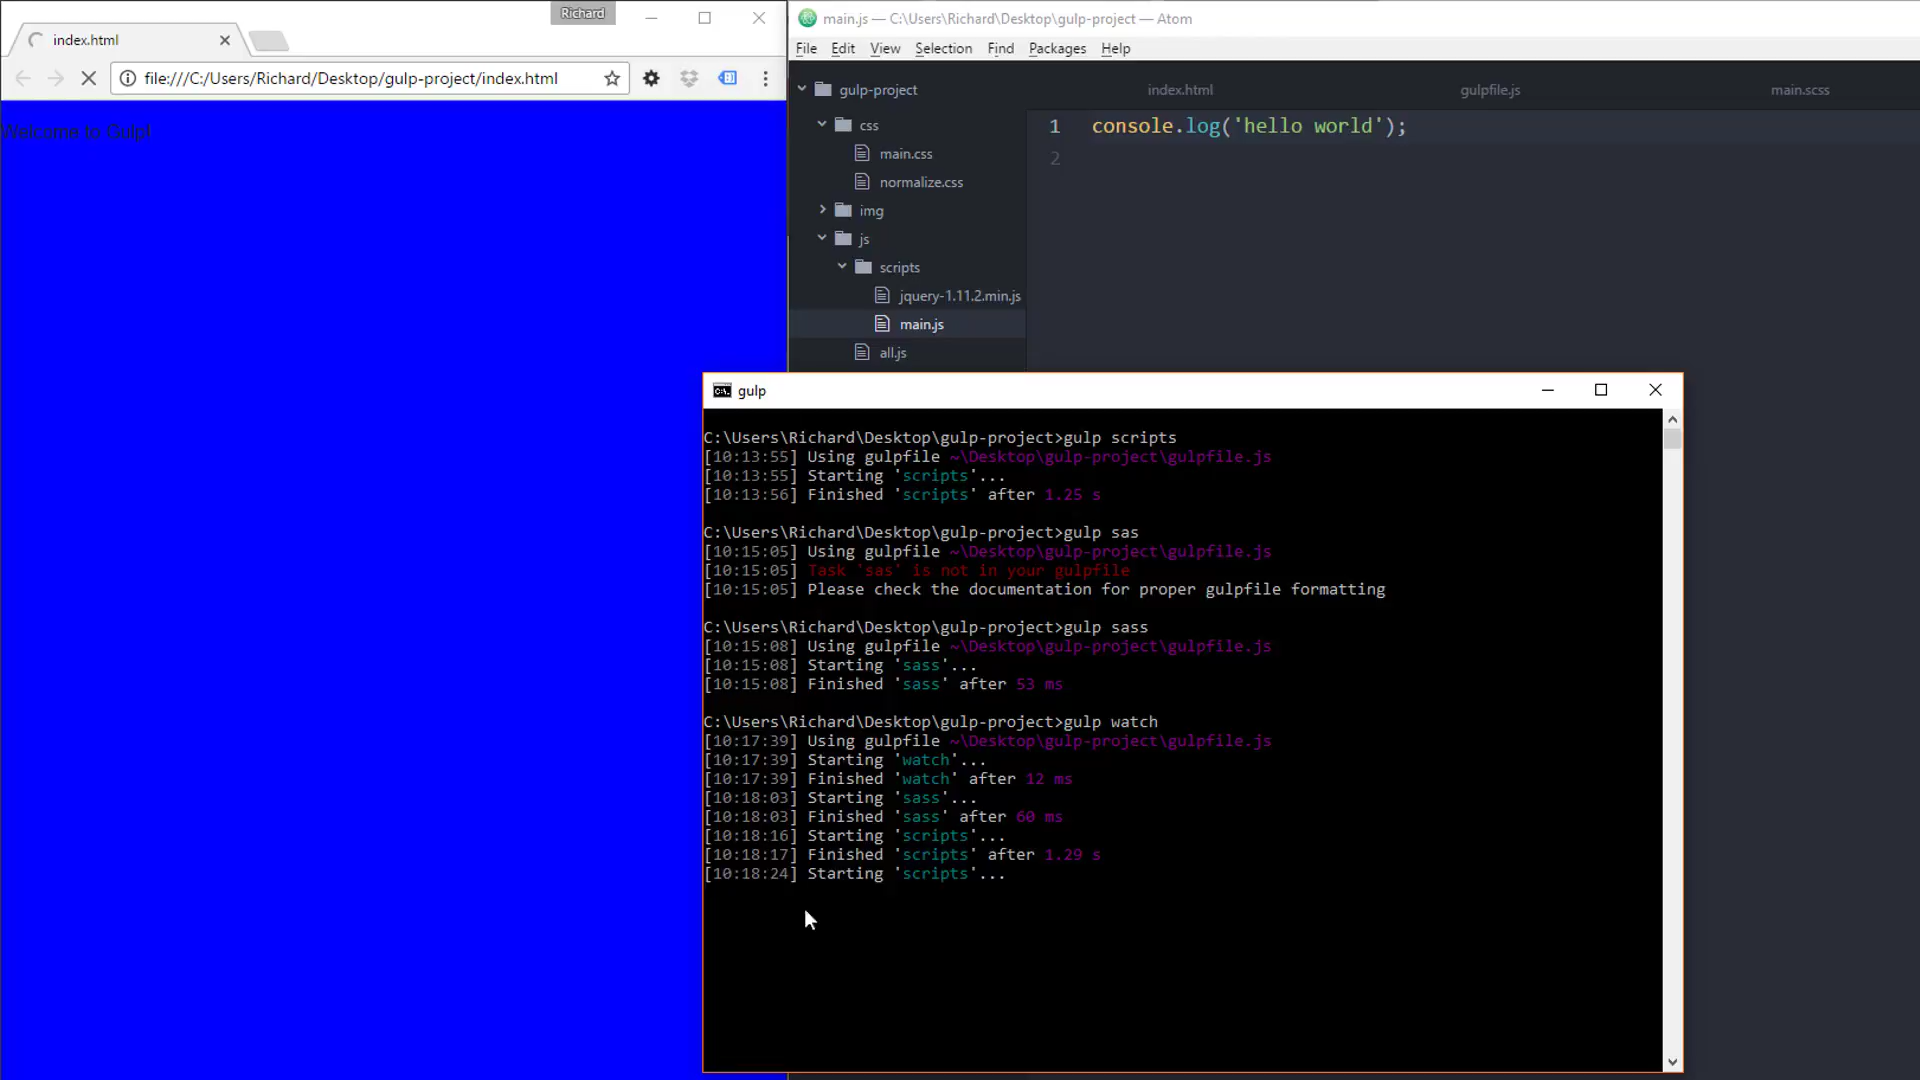 Richard
index.html
file:///C:/Users/Richard/Desktop/gulp-project/index.html
Welcome to Gulp!
main.js — C:\Users\Richard\Desktop\gulp-project — Atom
File Edit View Selection Find Packages Help
gulp-project
css
main.css
normalize.css
img
js
scripts
jquery-1.11.2.min.js
main.js
all.js
index.html gulpfile.js main.scss
1 console.log('hello world');
2
gulp
C:\Users\Richard\Desktop\gulp-project>gulp scripts
[10:13:55] Using gulpfile ~\Desktop\gulp-project\gulpfile.js
[10:13:55] Starting 'scripts'...
[10:13:56] Finished 'scripts' after 1.25 s
C:\Users\Richard\Desktop\gulp-project>gulp sas
[10:15:05] Using gulpfile ~\Desktop\gulp-project\gulpfile.js
[10:15:05] Task 'sas' is not in your gulpfile
[10:15:05] Please check the documentation for proper gulpfile formatting
C:\Users\Richard\Desktop\gulp-project>gulp sass
[10:15:08] Using gulpfile ~\Desktop\gulp-project\gulpfile.js
[10:15:08] Starting 'sass'...
[10:15:08] Finished 'sass' after 53 ms
C:\Users\Richard\Desktop\gulp-project>gulp watch
[10:17:39] Using gulpfile ~\Desktop\gulp-project\gulpfile.js
[10:17:39] Starting 'watch'...
[10:17:39] Finished 'watch' after 12 ms
[10:18:03] Starting 'sass'...
[10:18:03] Finished 'sass' after 60 ms
[10:18:16] Starting 'scripts'...
[10:18:17] Finished 'scripts' after 1.29 s
[10:18:24] Starting 'scripts'...